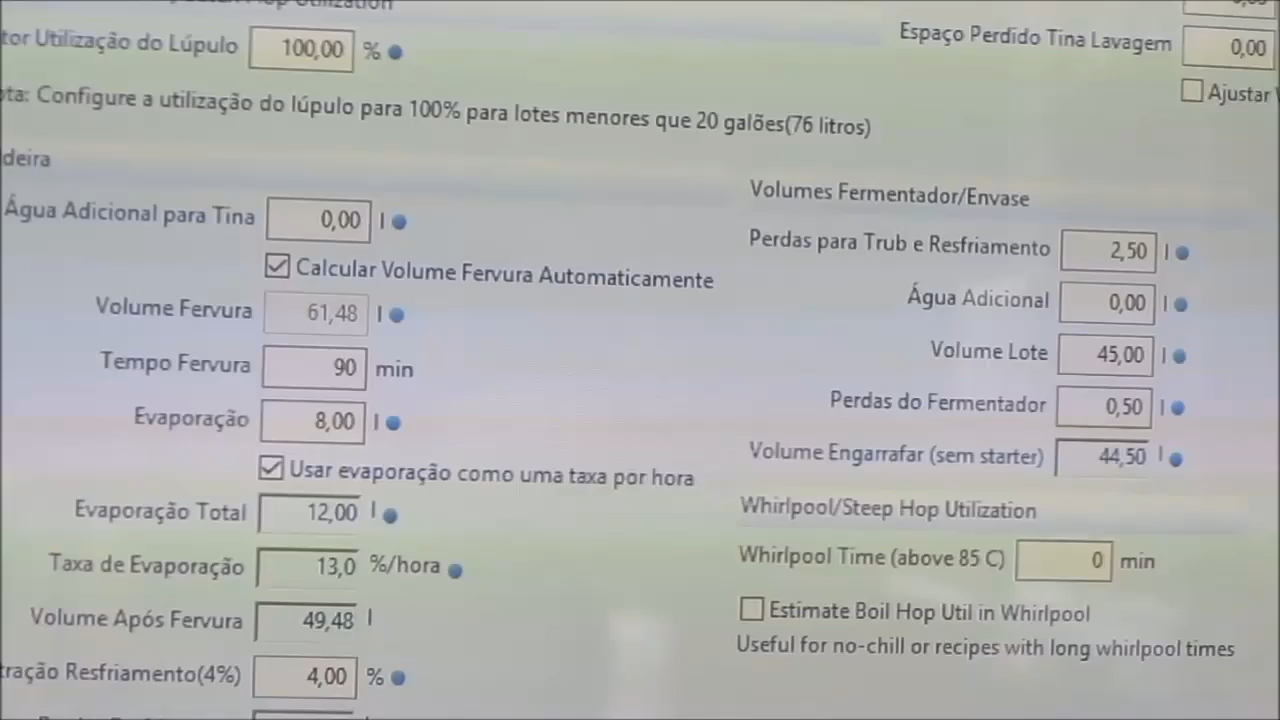 Hop Utilization
Utilização do Lúpulo 100,00 %
Espaço Perdido Tina Lavagem 0,00
Ajustar
Configure a utilização do lúpulo para 100% para lotes menores que 20 galões(76 litros)
deira
Água Adicional para Tina 0,00 l
Calcular Volume Fervura Automaticamente
Volume Fervura 61,48 l
Tempo Fervura 90 min
Evaporação 8,00 l
Usar evaporação como uma taxa por hora
Evaporação Total 12,00 l
Taxa de Evaporação 13,0 %/hora
Volume Após Fervura 49,48 l
tração Resfriamento(4%) 4,00 %
Volumes Fermentador/Envase
Perdas para Trub e Resfriamento 2,50 l
Água Adicional 0,00 l
Volume Lote 45,00 l
Perdas do Fermentador 0,50 l
Volume Engarrafar (sem starter) 44,50 l
Whirlpool/Steep Hop Utilization
Whirlpool Time (above 85 C) 0 min
Estimate Boil Hop Util in Whirlpool
Useful for no-chill or recipes with long whirlpool times